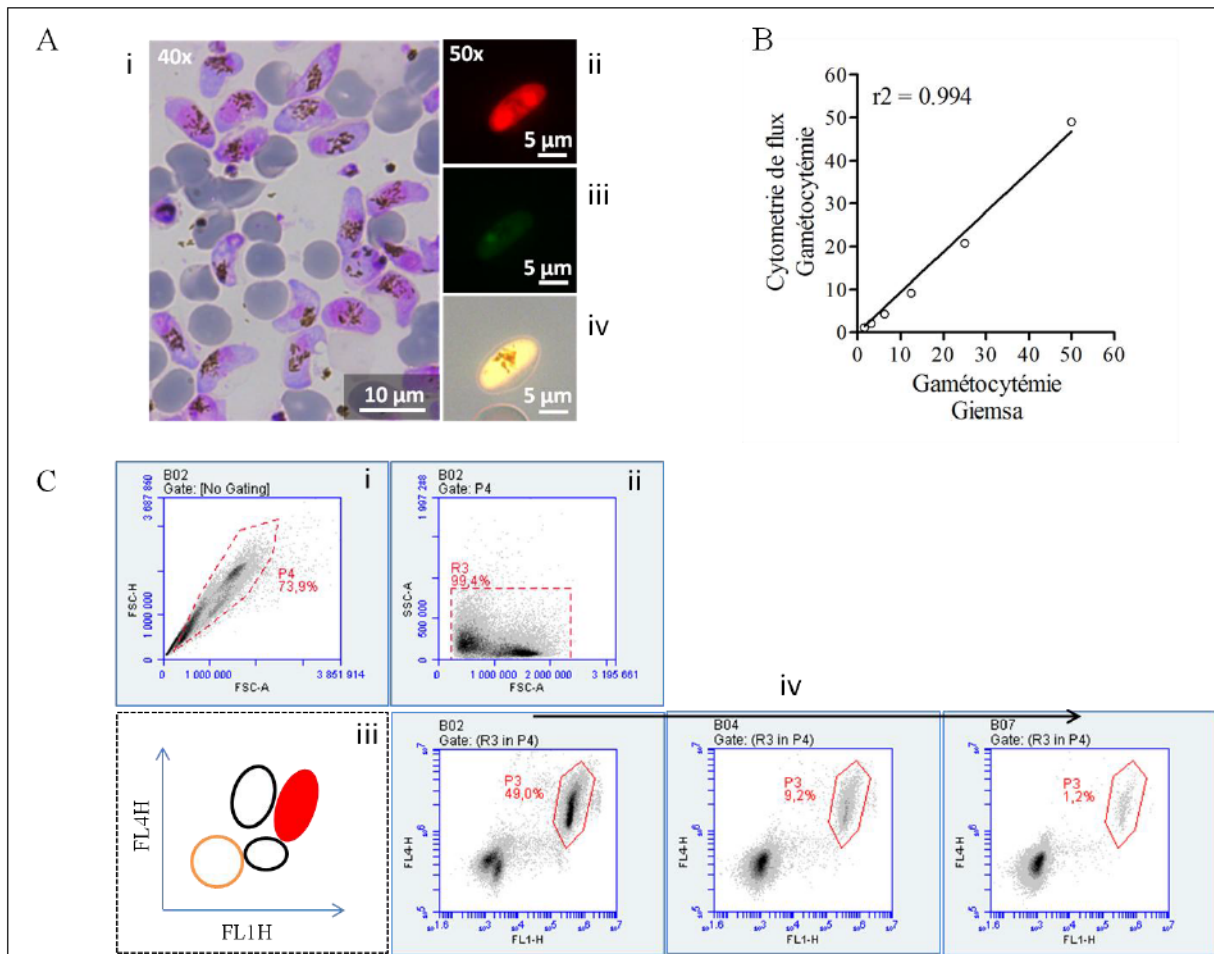 A
i
40x
10 µm
50x
ii
5 µm
iii
5 µm
iv
5 µm
B
r2 = 0.994
Cytometrie de flux
Gamétocytémie
60
50
40
30
20
10
0
0 10 20 30 40 50 60
Gamétocytémie
Giemsa
C
B02
Gate: [No Gating]
i
3 687 860
FSC-H
1 000 000
0
P4
73,9%
0 1 000 000 3 851 914
FSC-A
B02
Gate: P4
ii
1 997 288
SSC-A
500 000
0
R3
99,4%
0 1 000 000 2 000 000 3 195 661
FSC-A
iii
FL4H
FL1H
iv
B02
Gate: (R3 in P4)
P3
49,0%
FL4-H
FL1-H
B04
Gate: (R3 in P4)
P3
9,2%
FL4-H
FL1-H
B07
Gate: (R3 in P4)
P3
1,2%
FL4-H
FL1-H